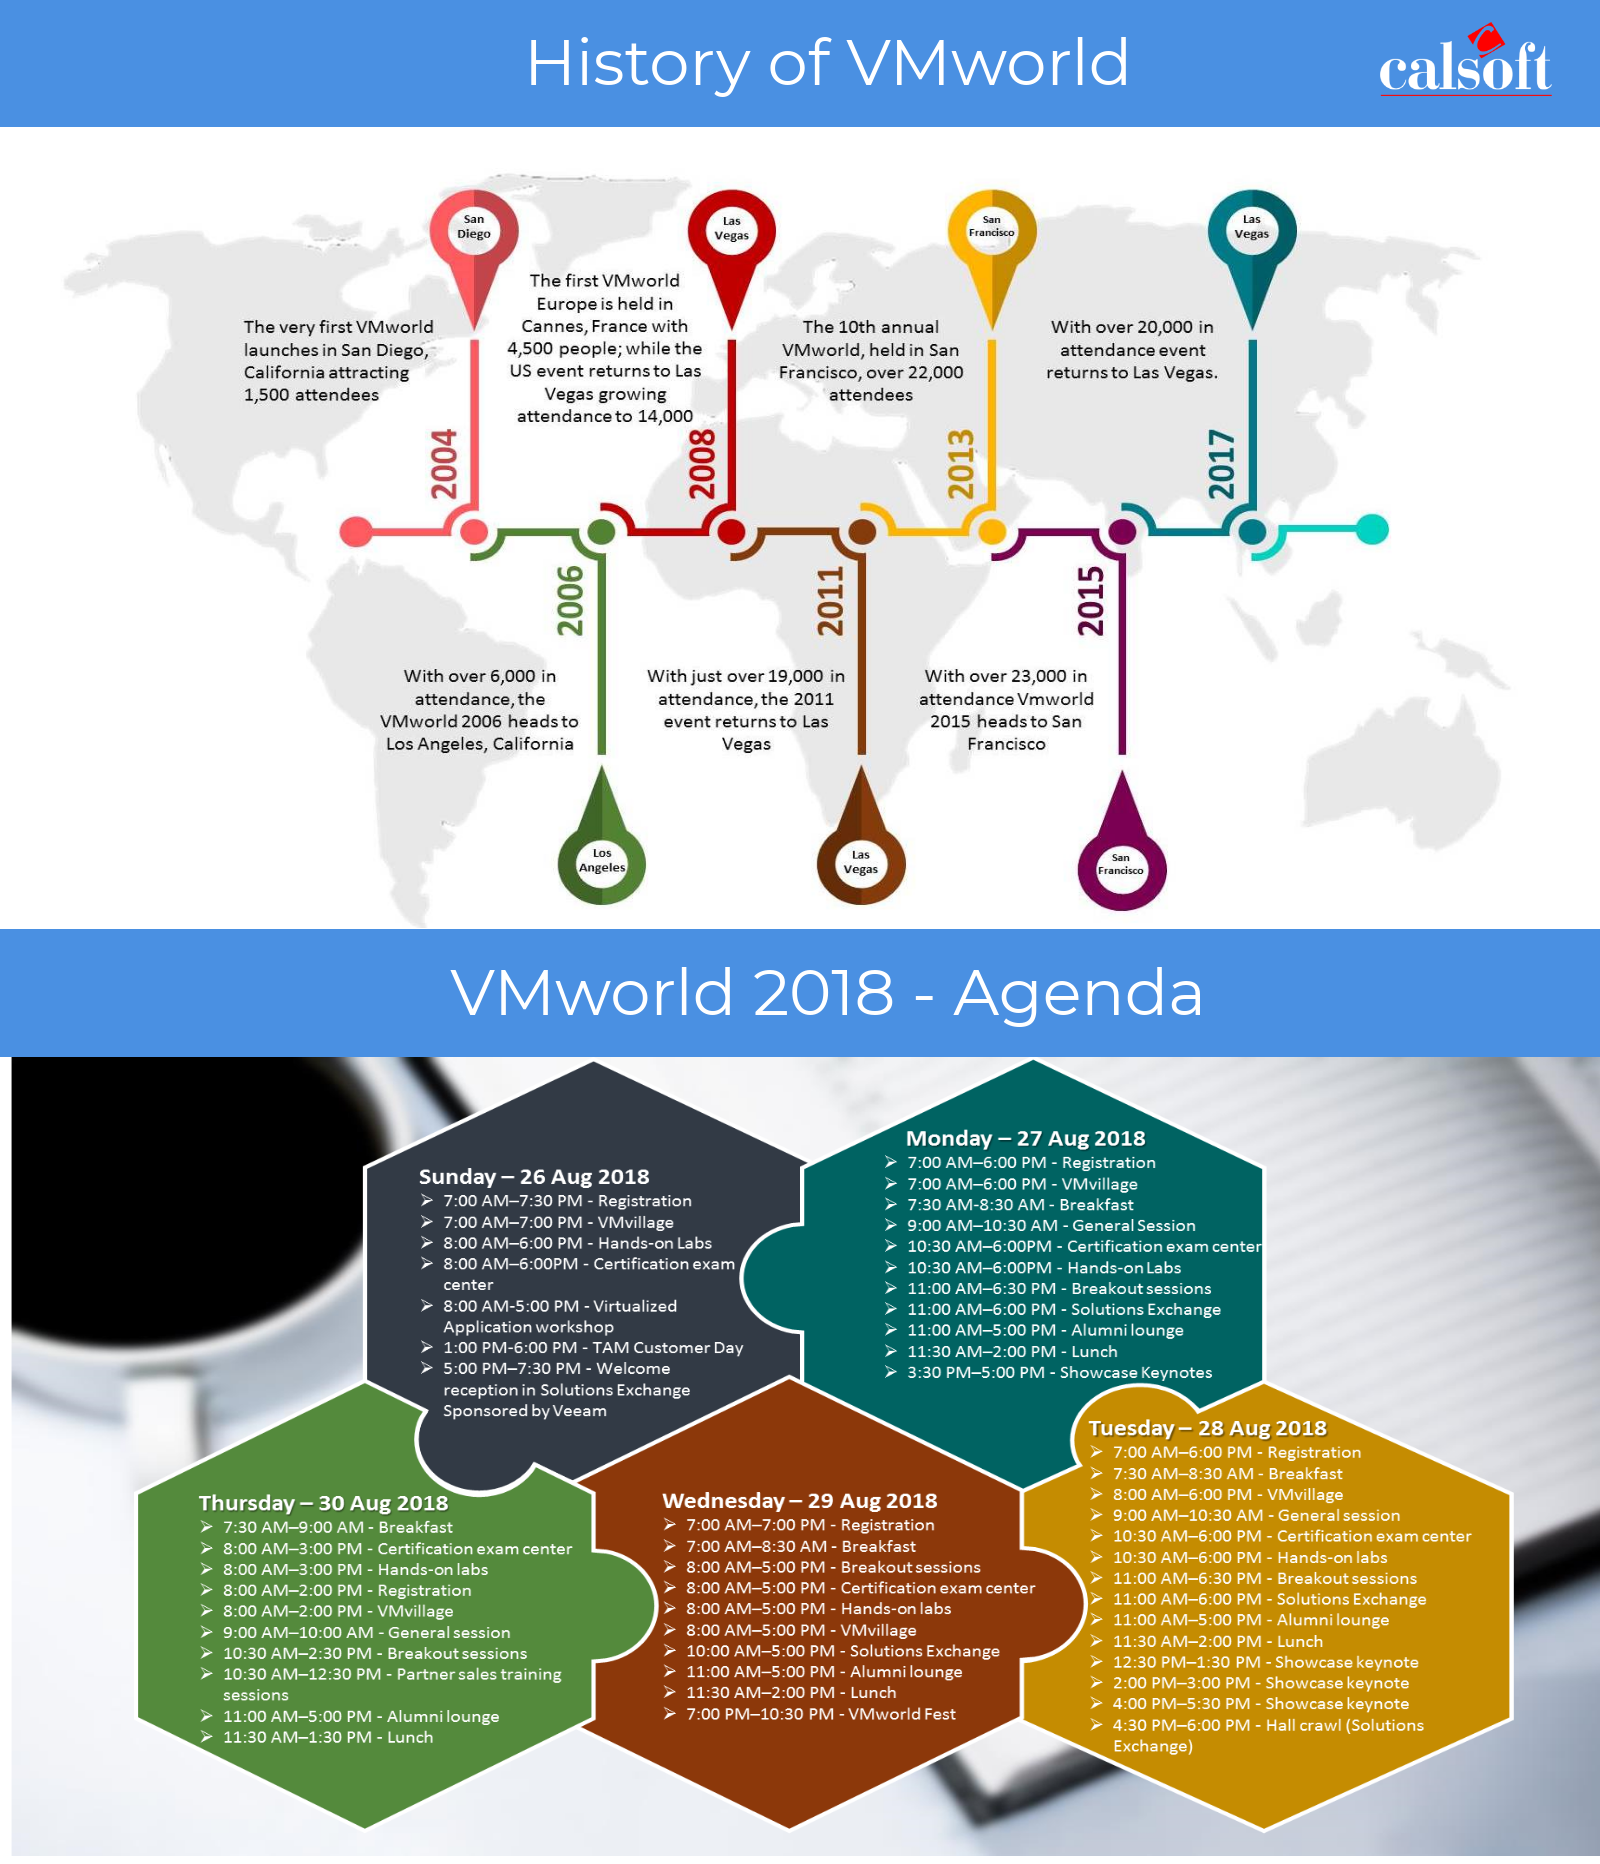 History of VMworld
calsoft
San
Diego
Las
Vegas
San
Francisco
Las
Vegas
The very first VMworld
launches in San Diego,
California attracting
1,500 attendees
2004
The first VMworld
Europe is held in
Cannes, France with
4,500 people; while the
US event returns to Las
Vegas growing
attendance to 14,000
2008
The 10th annual
VMworld, held in San
Francisco, over 22,000
attendees
2013
With over 20,000 in
attendance event
returns to Las Vegas.
2017
2006
With over 6,000 in
attendance, the
VMworld 2006 heads to
Los Angeles, California
2011
With just over 19,000 in
attendance, the 2011
event returns to Las
Vegas
2015
With over 23,000 in
attendance Vmworld
2015 heads to San
Francisco
Los
Angeles
Las
Vegas
San
Francisco
VMworld 2018 - Agenda
Sunday – 26 Aug 2018
➢ 7:00 AM–7:30 PM - Registration
➢ 7:00 AM–7:00 PM - VMvillage
➢ 8:00 AM–6:00 PM - Hands-on Labs
➢ 8:00 AM–6:00PM - Certification exam
center
➢ 8:00 AM-5:00 PM - Virtualized
Application workshop
➢ 1:00 PM-6:00 PM - TAM Customer Day
➢ 5:00 PM–7:30 PM - Welcome
reception in Solutions Exchange
Sponsored by Veeam
Monday – 27 Aug 2018
➢ 7:00 AM–6:00 PM - Registration
➢ 7:00 AM–6:00 PM - VMvillage
➢ 7:30 AM-8:30 AM - Breakfast
➢ 9:00 AM–10:30 AM - General Session
➢ 10:30 AM–6:00PM - Certification exam center
➢ 10:30 AM–6:00PM - Hands-on Labs
➢ 11:00 AM–6:30 PM - Breakout sessions
➢ 11:00 AM–6:00 PM - Solutions Exchange
➢ 11:00 AM–5:00 PM - Alumni lounge
➢ 11:30 AM–2:00 PM - Lunch
➢ 3:30 PM–5:00 PM - Showcase Keynotes
Tuesday – 28 Aug 2018
➢ 7:00 AM–6:00 PM - Registration
➢ 7:30 AM–8:30 AM - Breakfast
➢ 8:00 AM–6:00 PM - VMvillage
➢ 9:00 AM–10:30 AM - General session
➢ 10:30 AM–6:00 PM - Certification exam center
➢ 10:30 AM–6:00 PM - Hands-on labs
➢ 11:00 AM–6:30 PM - Breakout sessions
➢ 11:00 AM–6:00 PM - Solutions Exchange
➢ 11:00 AM–5:00 PM - Alumni lounge
➢ 11:30 AM–2:00 PM - Lunch
➢ 12:30 PM–1:30 PM - Showcase keynote
➢ 2:00 PM–3:00 PM - Showcase keynote
➢ 4:00 PM–5:30 PM - Showcase keynote
➢ 4:30 PM–6:00 PM - Hall crawl (Solutions
Exchange)
Wednesday – 29 Aug 2018
➢ 7:00 AM–7:00 PM - Registration
➢ 7:00 AM–8:30 AM - Breakfast
➢ 8:00 AM–5:00 PM - Breakout sessions
➢ 8:00 AM–5:00 PM - Certification exam center
➢ 8:00 AM–5:00 PM - Hands-on labs
➢ 8:00 AM–5:00 PM - VMvillage
➢ 10:00 AM–5:00 PM - Solutions Exchange
➢ 11:00 AM–5:00 PM - Alumni lounge
➢ 11:30 AM–2:00 PM - Lunch
➢ 7:00 PM–10:30 PM - VMworld Fest
Thursday – 30 Aug 2018
➢ 7:30 AM–9:00 AM - Breakfast
➢ 8:00 AM–3:00 PM - Certification exam center
➢ 8:00 AM–3:00 PM - Hands-on labs
➢ 8:00 AM–2:00 PM - Registration
➢ 8:00 AM–2:00 PM - VMvillage
➢ 9:00 AM–10:00 AM - General session
➢ 10:30 AM–2:30 PM - Breakout sessions
➢ 10:30 AM–12:30 PM - Partner sales training
sessions
➢ 11:00 AM–5:00 PM - Alumni lounge
➢ 11:30 AM–1:30 PM - Lunch